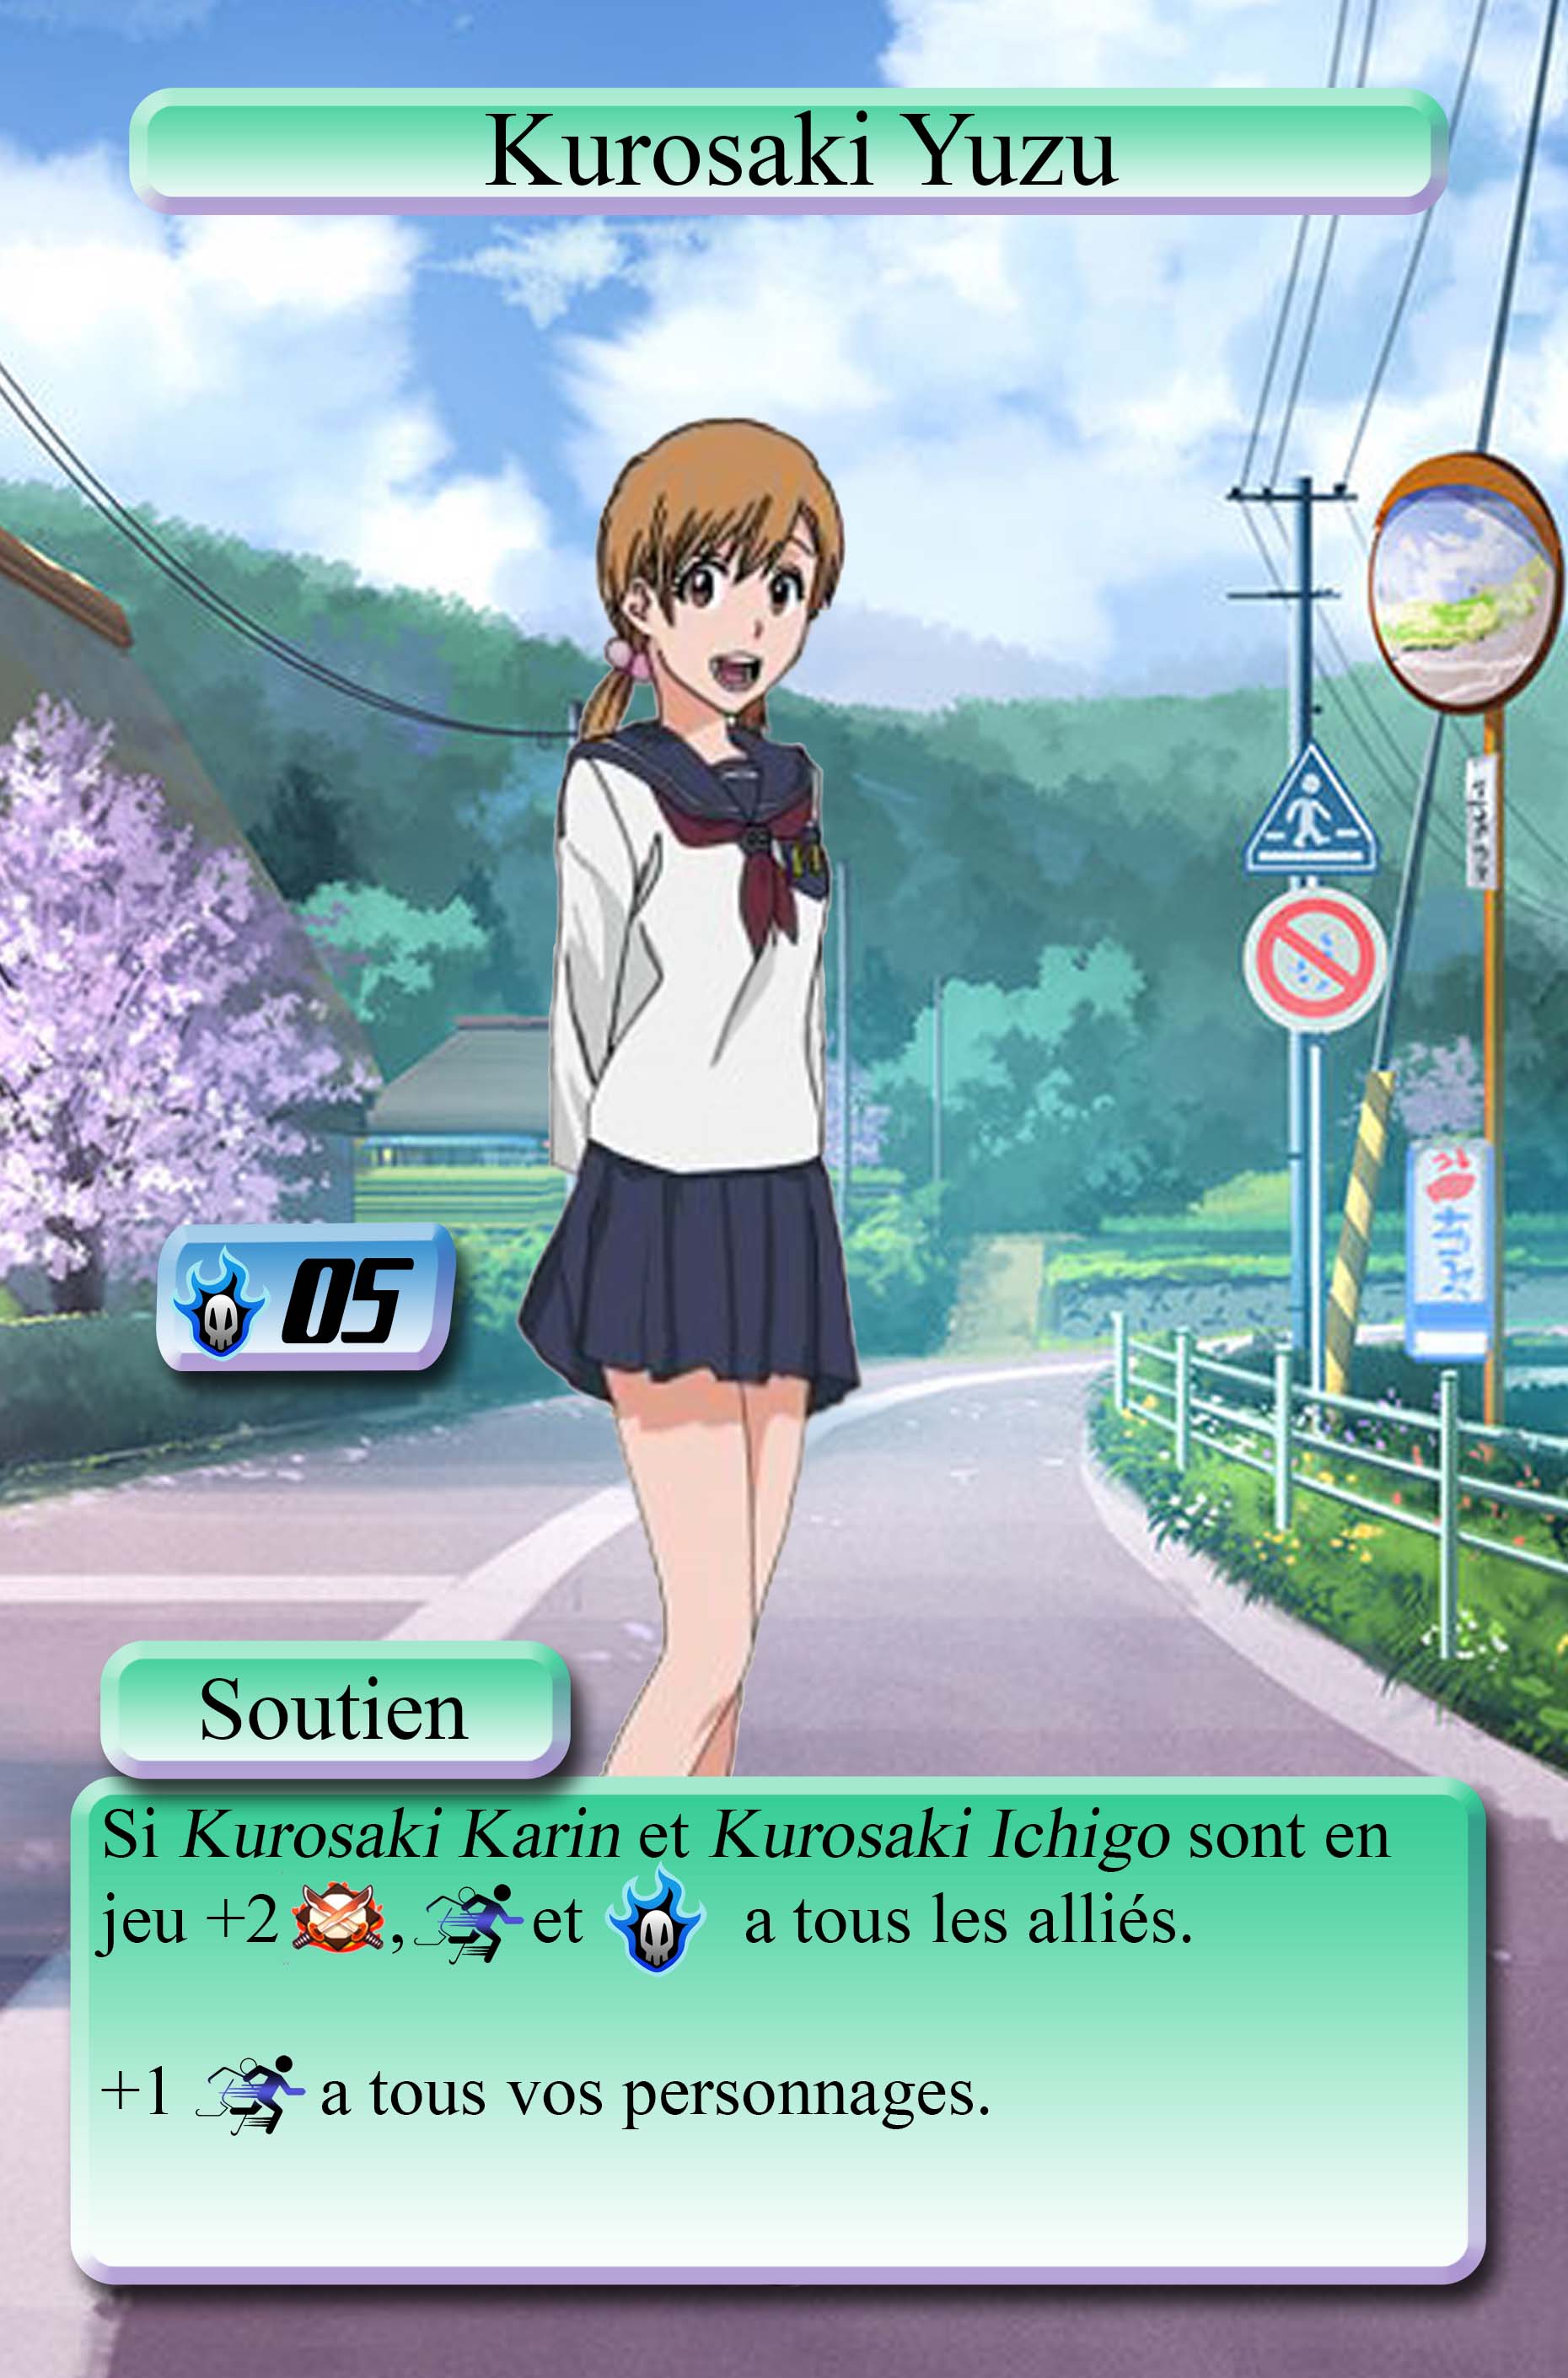 Kurosaki Yuzu
05
Soutien
Si Kurosaki Karin et Kurosaki Ichigo sont en
jeu +2 , et a tous les alliés.
+1 a tous vos personnages.